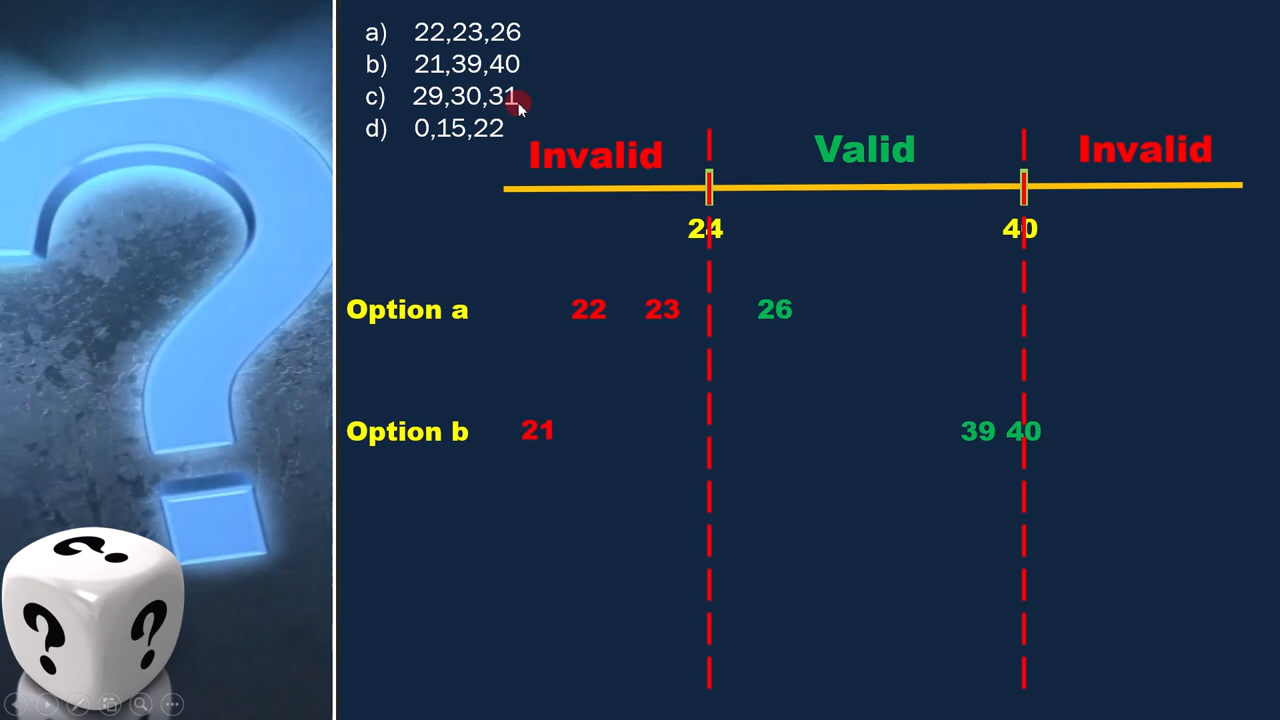 a) 22,23,26
b) 21,39,40
c) 29,30,31
d) 0,15,22
Invalid Valid Invalid
24 40
Option a 22 23 26
Option b 21 39 40
? ? ?